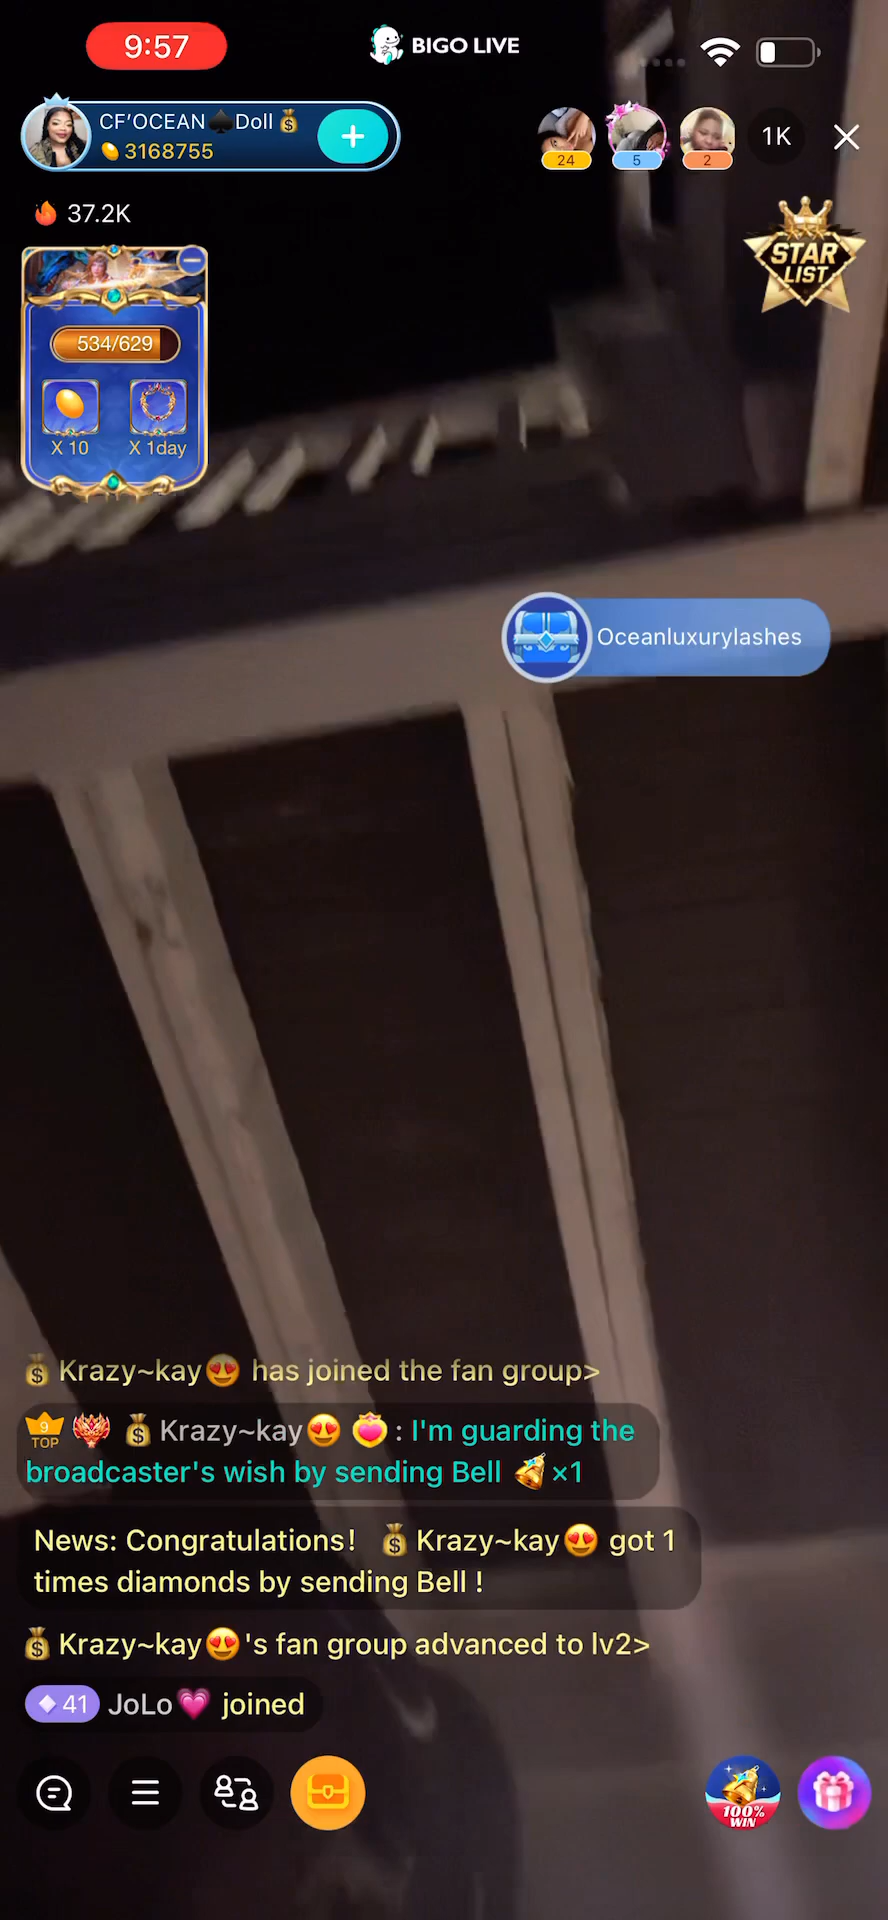 9:57
BIGO LIVE
CF'OCEAN♠️Doll💰
3168755
24
5
2
1K
37.2K
STAR
LIST
534/629
X 10
X 1day
Oceanluxurylashes
💰Krazy~kay😍 has joined the fan group>
9
TOP
💰Krazy~kay😍 : I'm guarding the
broadcaster's wish by sending Bell ×1
News: Congratulations! 💰Krazy~kay😍 got 1
times diamonds by sending Bell !
💰Krazy~kay😍's fan group advanced to lv2>
41 JoLo💗 joined
100%
WIN